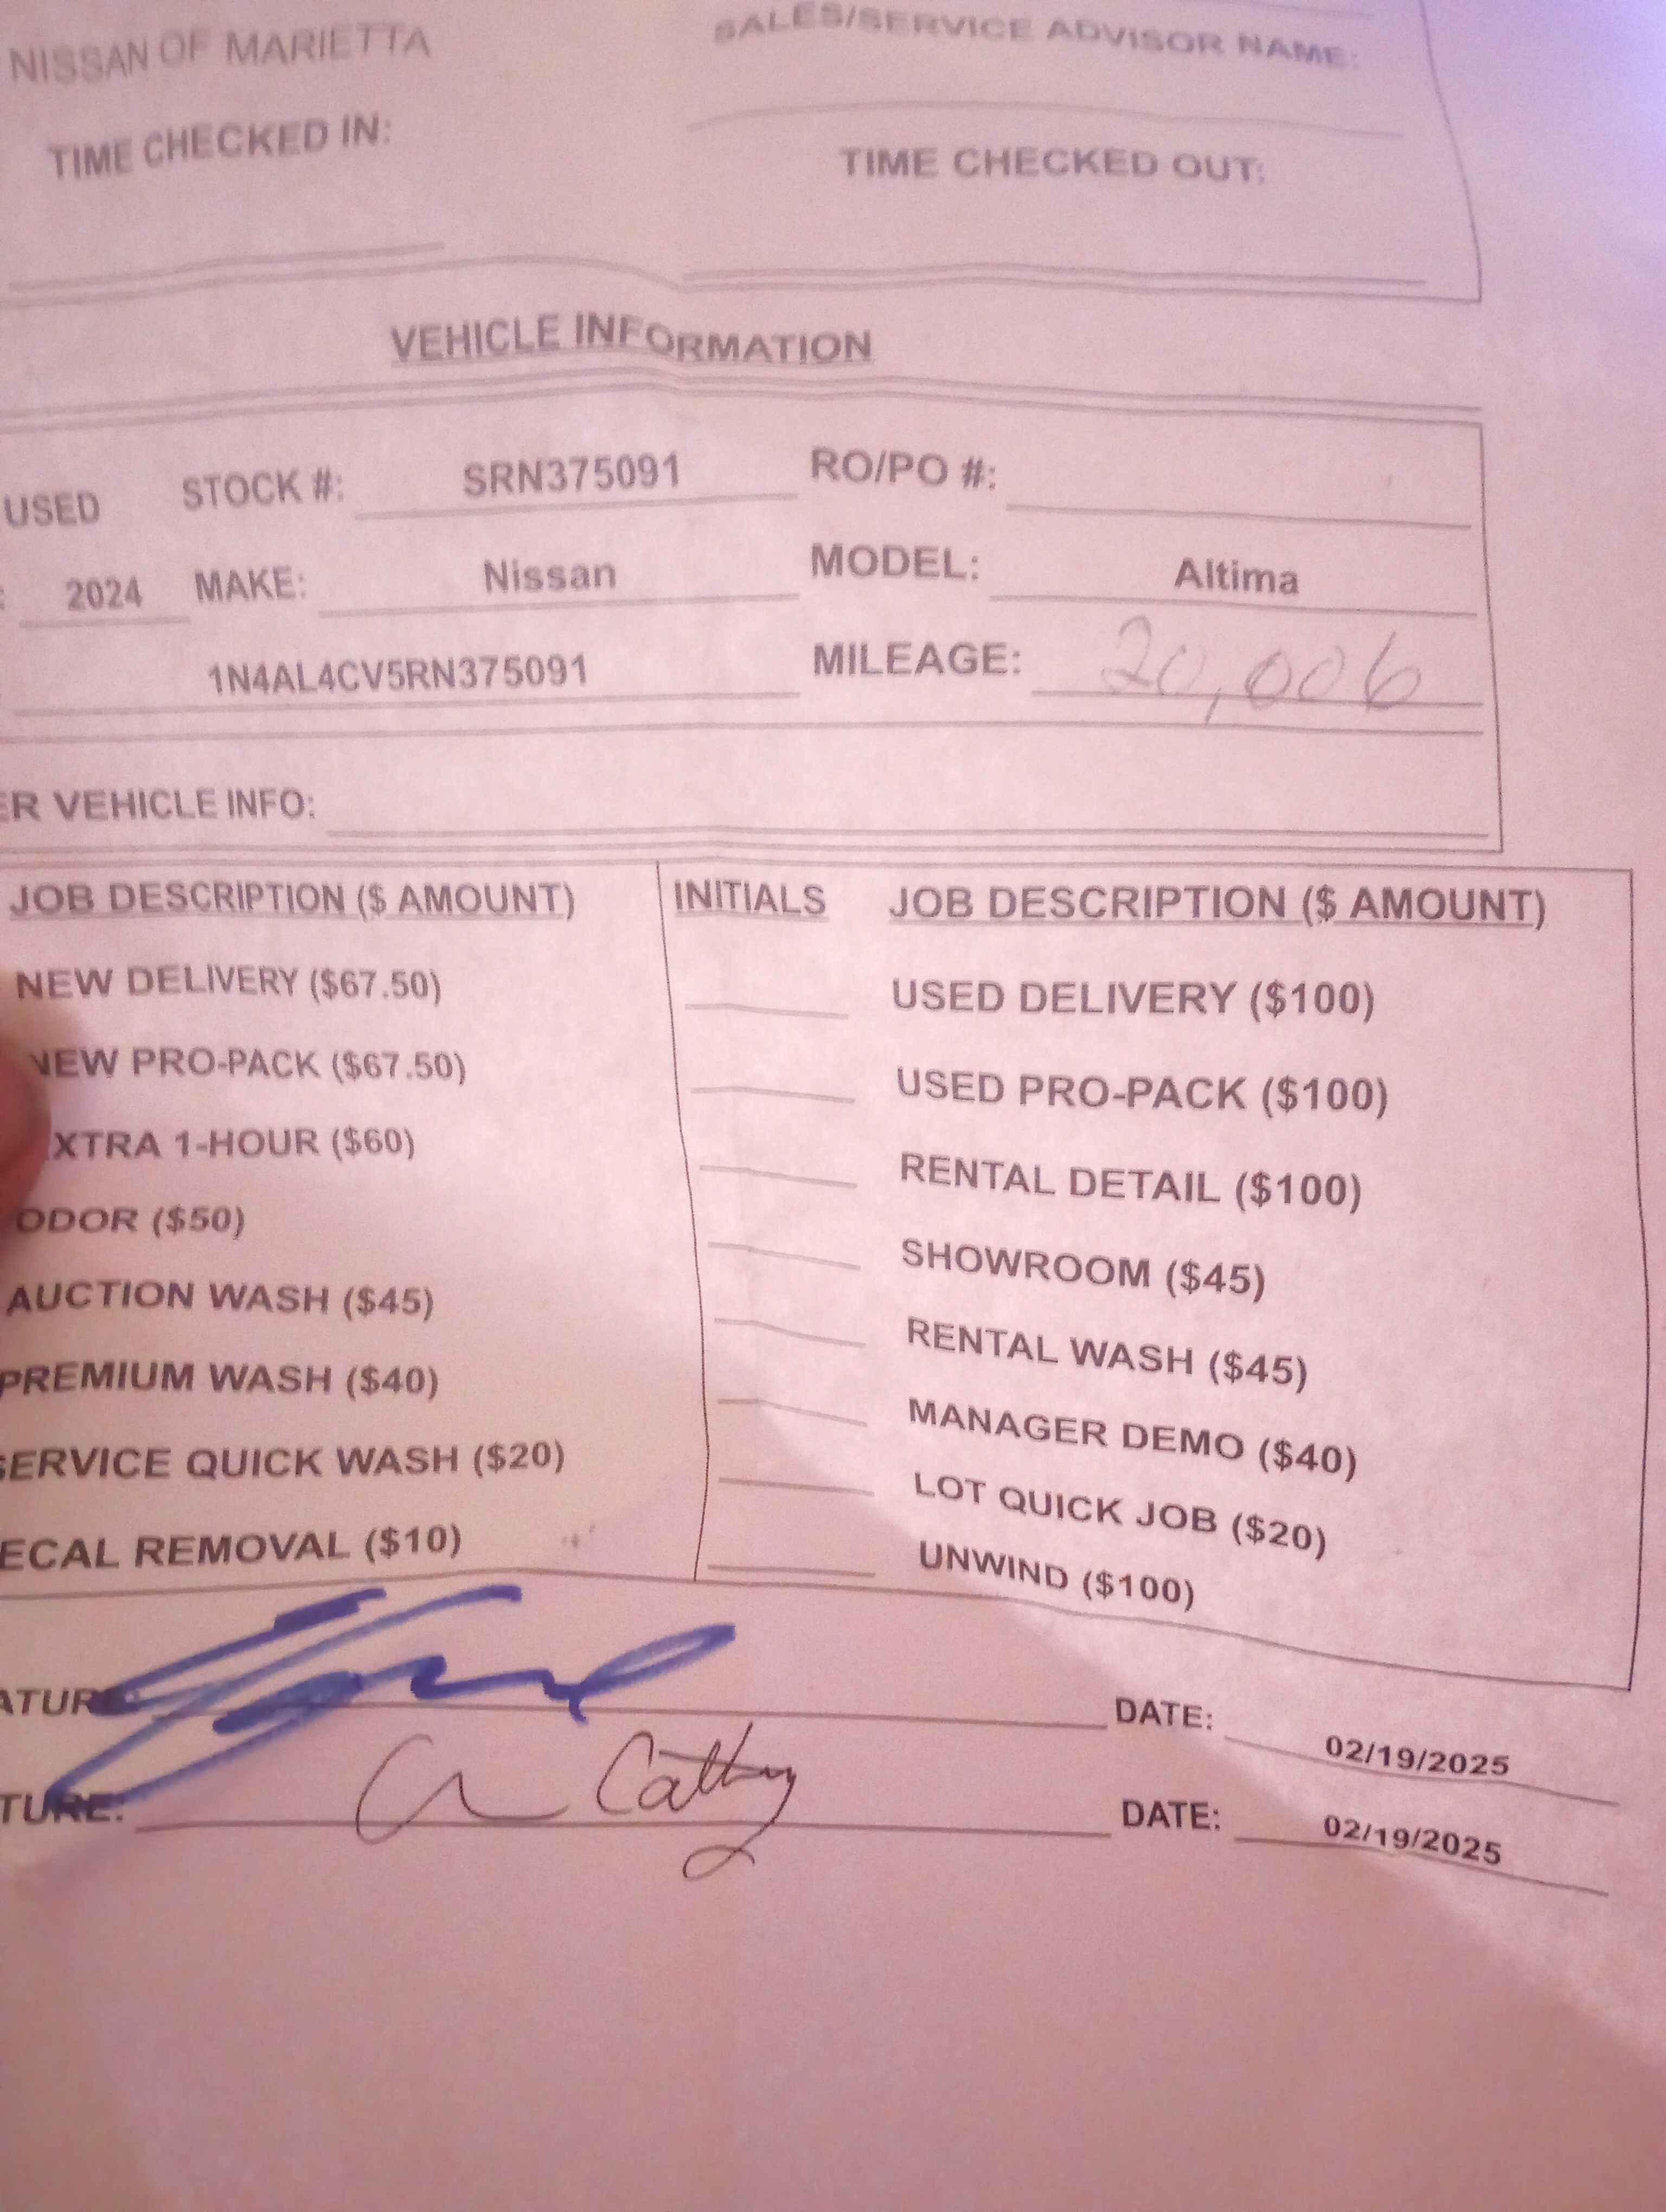 NISSAN OF MARIETTA SALES/SERVICE ADVISOR NAME:
TIME CHECKED IN: TIME CHECKED OUT:
VEHICLE INFORMATION
USED STOCK #: SRN375091 RO/PO #:
: 2024 MAKE: Nissan MODEL: Altima
1N4AL4CV5RN375091 MILEAGE: 20,006
ER VEHICLE INFO:
JOB DESCRIPTION ($ AMOUNT) INITIALS JOB DESCRIPTION ($ AMOUNT)
NEW DELIVERY ($67.50) USED DELIVERY ($100)
NEW PRO-PACK ($67.50) USED PRO-PACK ($100)
XTRA 1-HOUR ($60) RENTAL DETAIL ($100)
ODOR ($50) SHOWROOM ($45)
AUCTION WASH ($45) RENTAL WASH ($45)
PREMIUM WASH ($40) MANAGER DEMO ($40)
SERVICE QUICK WASH ($20) LOT QUICK JOB ($20)
ECAL REMOVAL ($10) UNWIND ($100)
ATURE: DATE: 02/19/2025
TURE: Cathy DATE: 02/19/2025